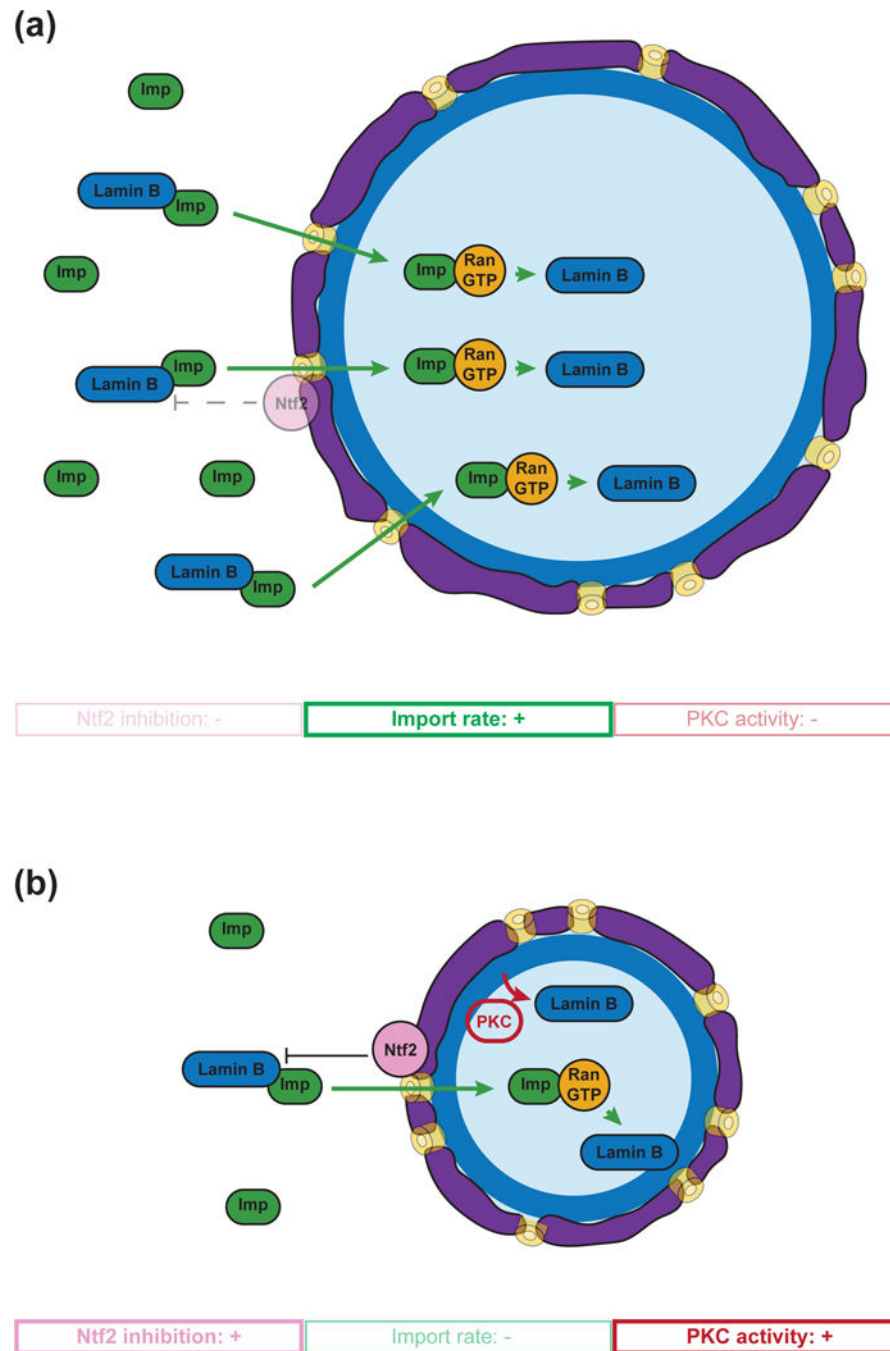 (a)
Imp
Lamin B
Imp
Imp
Imp
Ran
GTP
Lamin B
Imp
Lamin B
Imp
Ran
GTP
Lamin B
Ntf2
Imp
Imp
Imp
Ran
GTP
Lamin B
Lamin B
Imp
Ntf2 inhibition: -
Import rate: +
PKC activity: -
(b)
Imp
Lamin B
PKC
Ntf2
Lamin B
Imp
Imp
Ran
GTP
Lamin B
Imp
Ntf2 inhibition: +
Import rate: -
PKC activity: +